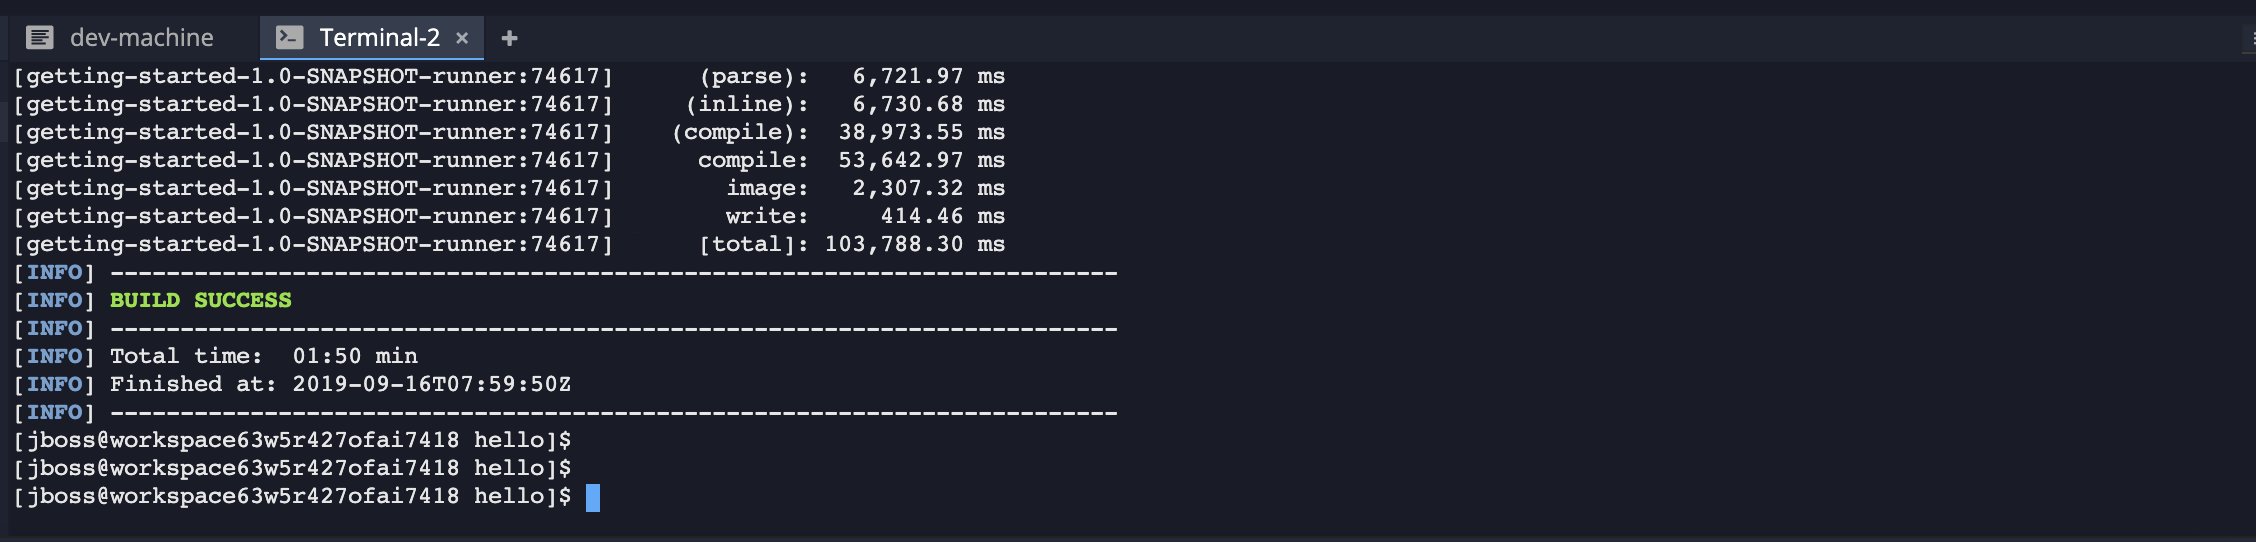 dev-machine Terminal-2 × +
[getting-started-1.0-SNAPSHOT-runner:74617]      (parse):   6,721.97 ms
[getting-started-1.0-SNAPSHOT-runner:74617]     (inline):   6,730.68 ms
[getting-started-1.0-SNAPSHOT-runner:74617]    (compile):  38,973.55 ms
[getting-started-1.0-SNAPSHOT-runner:74617]      compile:  53,642.97 ms
[getting-started-1.0-SNAPSHOT-runner:74617]        image:   2,307.32 ms
[getting-started-1.0-SNAPSHOT-runner:74617]        write:     414.46 ms
[getting-started-1.0-SNAPSHOT-runner:74617]      [total]: 103,788.30 ms
[INFO] ------------------------------------------------------------------------
[INFO] BUILD SUCCESS
[INFO] ------------------------------------------------------------------------
[INFO] Total time:  01:50 min
[INFO] Finished at: 2019-09-16T07:59:50Z
[INFO] ------------------------------------------------------------------------
[jboss@workspace63w5r427ofai7418 hello]$
[jboss@workspace63w5r427ofai7418 hello]$
[jboss@workspace63w5r427ofai7418 hello]$